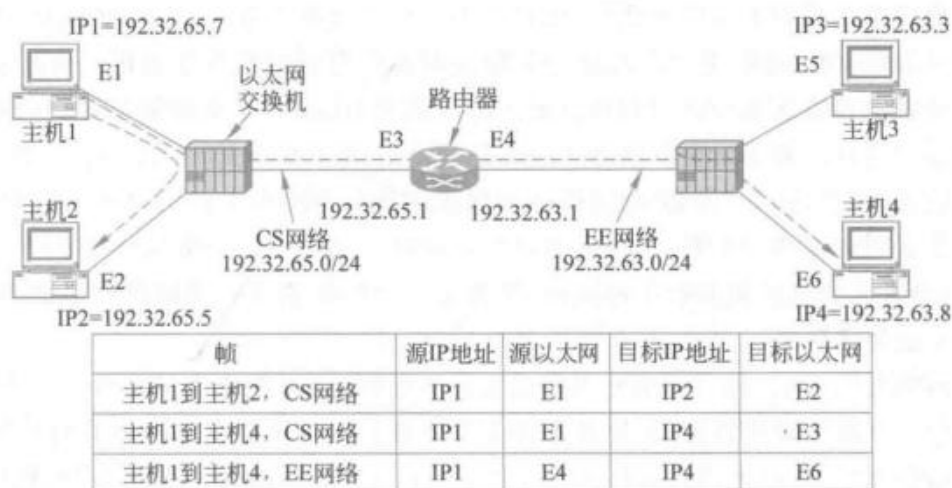 IP1=192.32.65.7
IP3=192.32.63.3
E1
以太网
交换机
路由器
E5
主机1
E3
E4
主机3
主机2
192.32.65.1
192.32.63.1
主机4
CS网络
192.32.65.0/24
EE网络
192.32.63.0/24
E2
E6
IP2=192.32.65.5
IP4=192.32.63.8
帧 源IP地址 源以太网 目标IP地址 目标以太网
主机1到主机2，CS网络 IP1 E1 IP2 E2
主机1到主机4，CS网络 IP1 E1 IP4 E3
主机1到主机4，EE网络 IP1 E4 IP4 E6